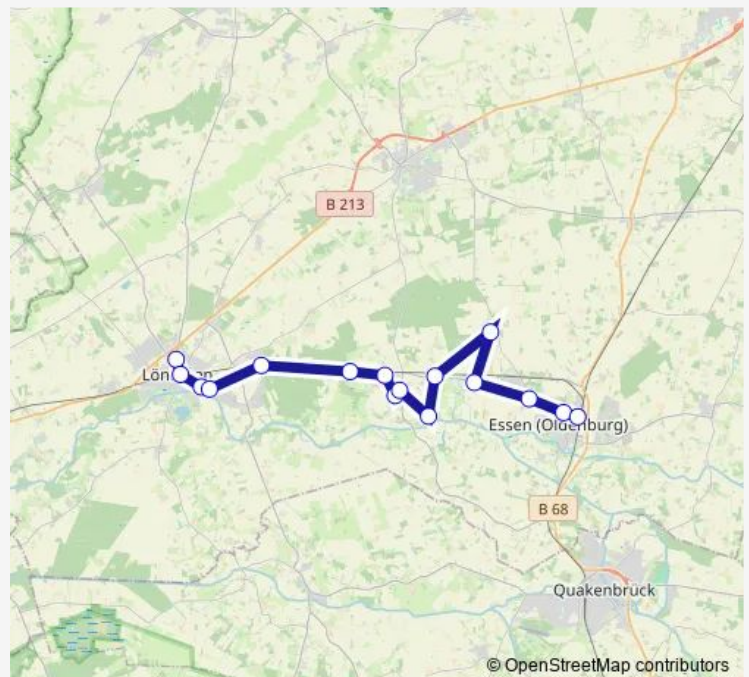 B 213
Essen (Oldenburg)
B 68
Quakenbrück
© OpenStreetMap contributors